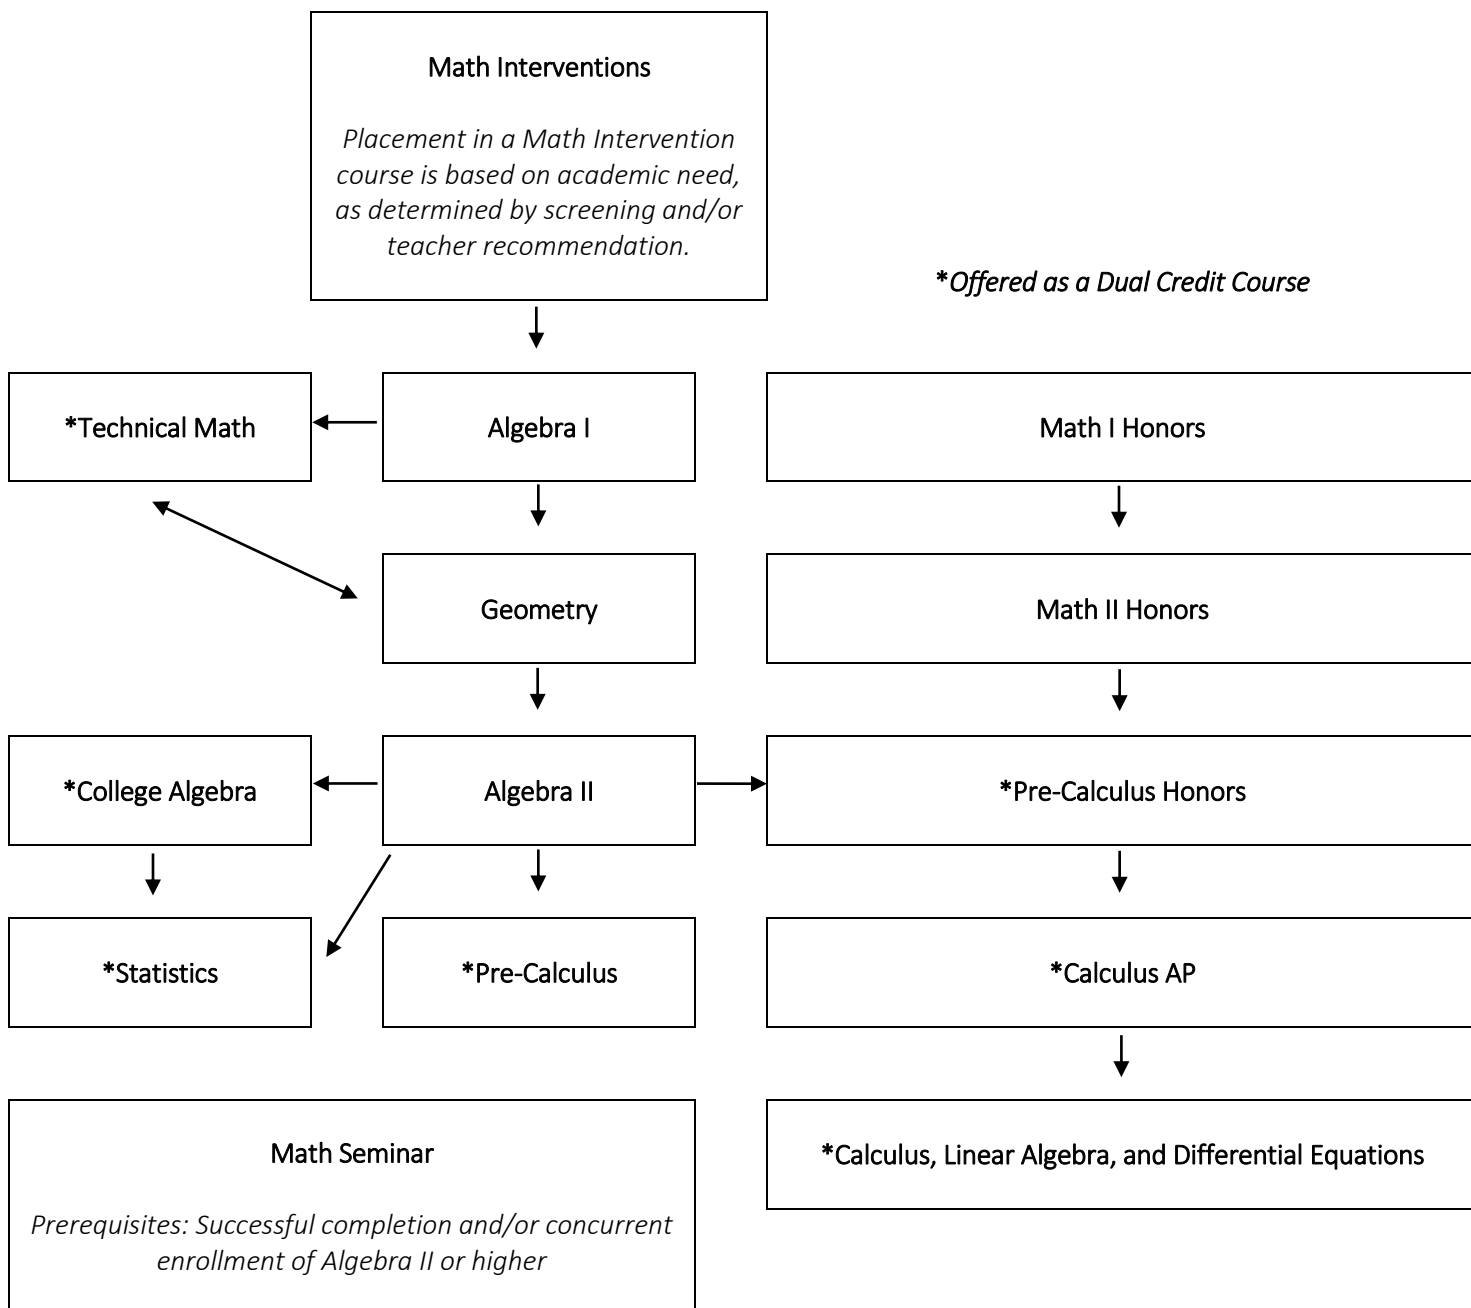 Math Interventions
Placement in a Math Intervention
course is based on academic need,
as determined by screening and/or
teacher recommendation.
*Offered as a Dual Credit Course
*Technical Math
Algebra I
Math I Honors
Geometry
Math II Honors
*College Algebra
Algebra II
*Pre-Calculus Honors
*Statistics
*Pre-Calculus
*Calculus AP
Math Seminar
Prerequisites: Successful completion and/or concurrent
enrollment of Algebra II or higher
*Calculus, Linear Algebra, and Differential Equations